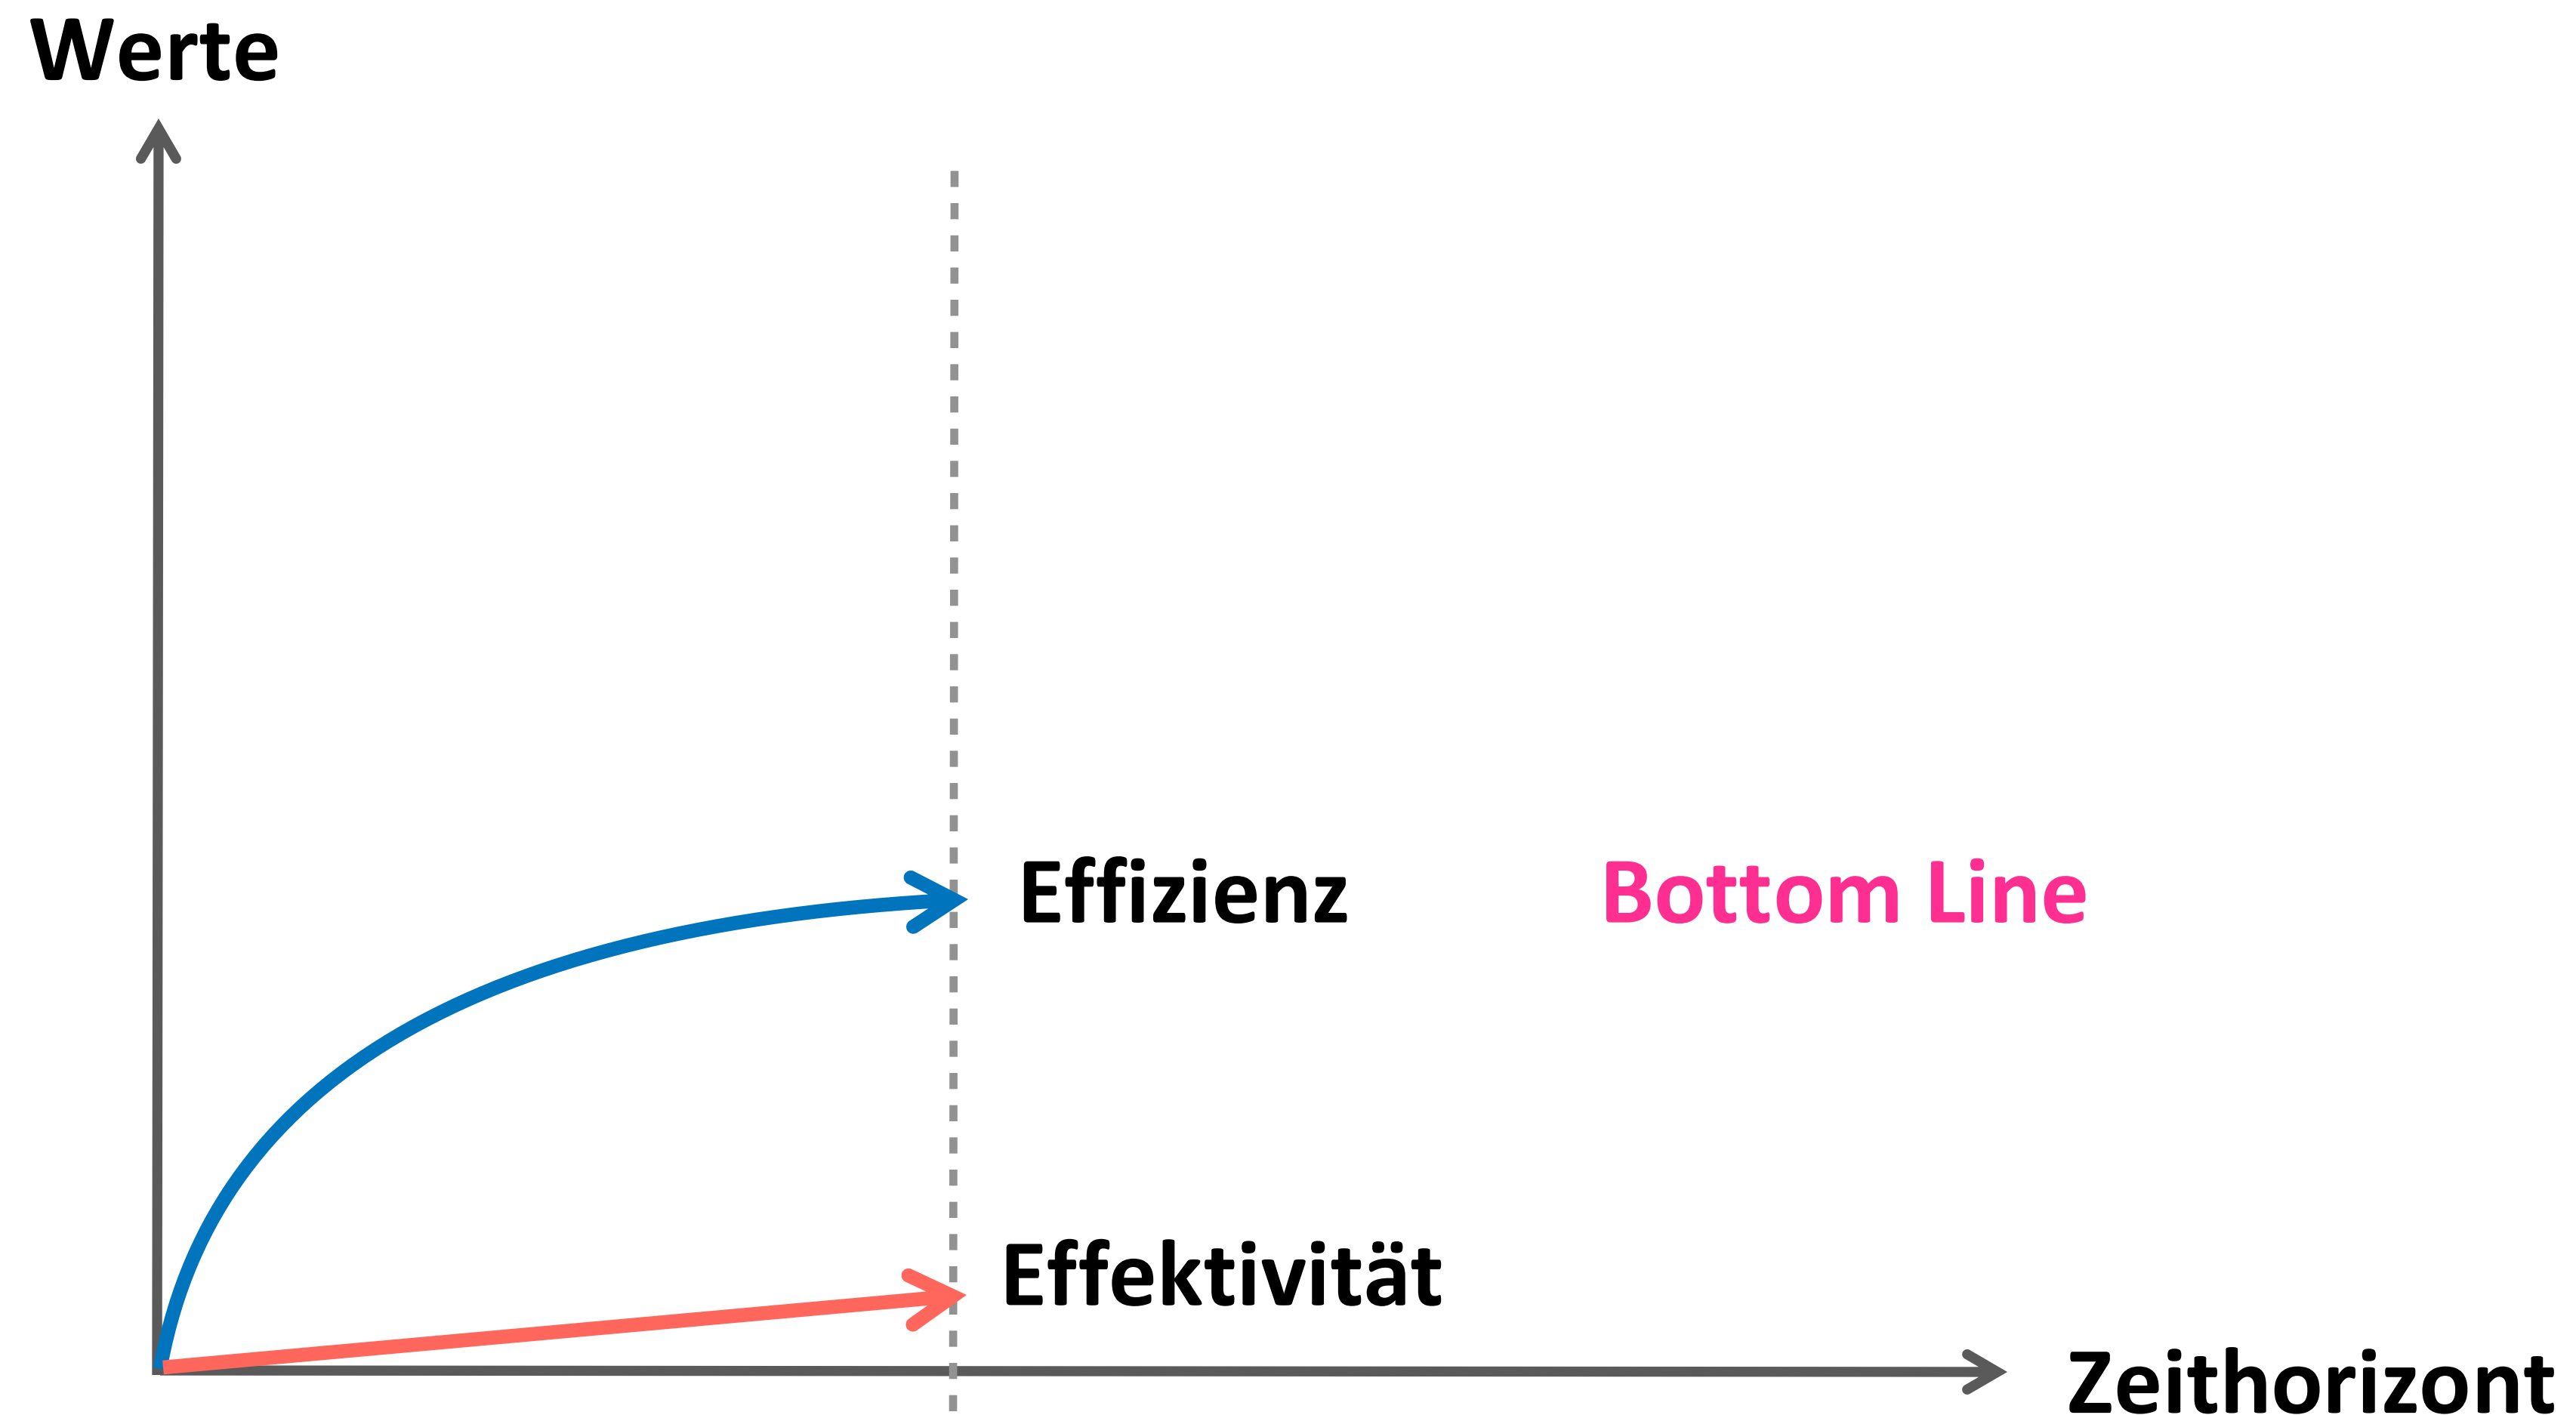 Werte
Effizienz
Bottom Line
Effektivität
Zeithorizont